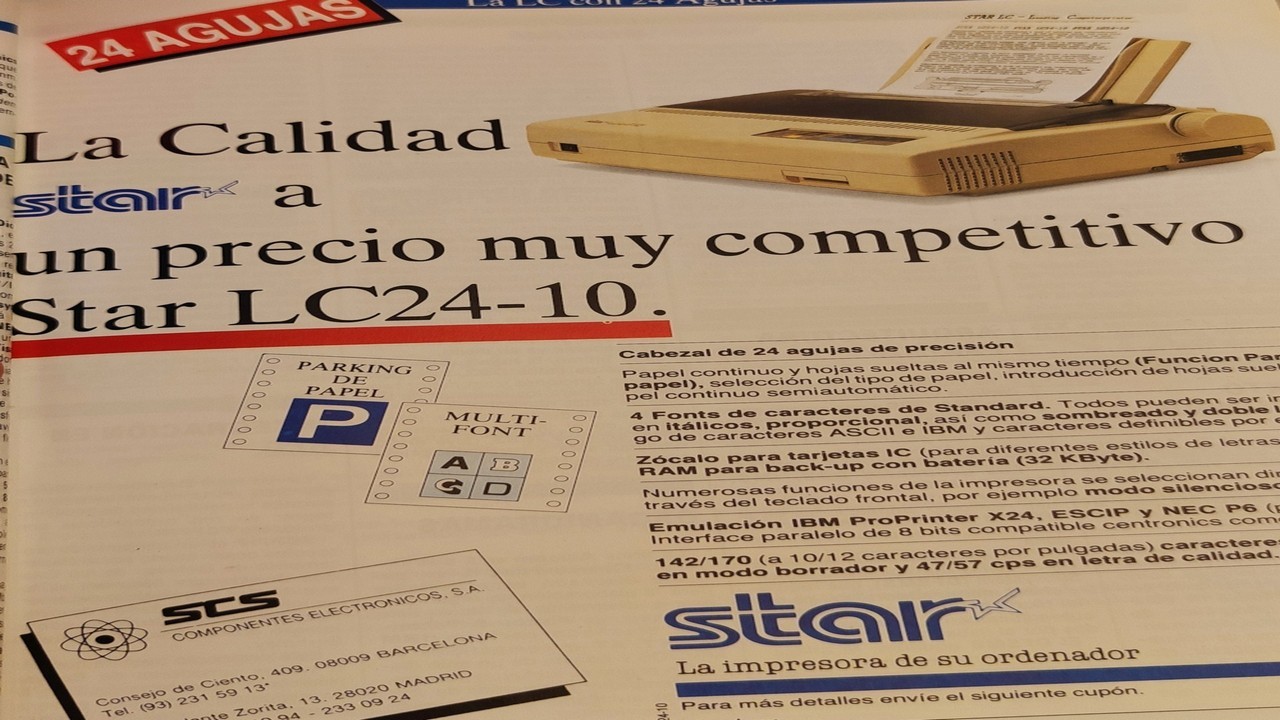 La LC con 24 Agujas
24 AGUJAS
STAR LC
La Calidad
star a
un precio muy competitivo
Star LC24-10.
PARKING
DE
PAPEL
P
MULTI-
FONT
A B
C D
Cabezal de 24 agujas de precisión
Papel continuo y hojas sueltas al mismo tiempo (Funcion
papel), selección del tipo de papel, introducción de hojas
pel continuo semiautomático.
4 Fonts de caracteres de Standard. Todos pueden ser
en itálicos, proporcional, así como sombreado y doble
go de caracteres ASCII e IBM y caracteres definibles por
Zócalo para tarjetas IC (para diferentes estilos de letras
RAM para back-up con batería (32 KByte).
Numerosas funciones de la impresora se seleccionan
través del teclado frontal, por ejemplo modo silencioso
Emulación IBM ProPrinter X24, ESCIP y NEC P6
Interface paralelo de 8 bits compatible centronics
142/170 (a 10/12 caracteres por pulgadas)
en modo borrador y 47/57 cps en letra de calidad.
STS
COMPONENTES ELECTRONICOS, S.A.
Consejo de Ciento, 409. 08009 BARCELONA
Tel. (93) 231 59 13*
Zorita, 13. 28020 MADRID
94 - 233 09 24
star
La impresora de su ordenador
Para más detalles envíe el siguiente cupón.